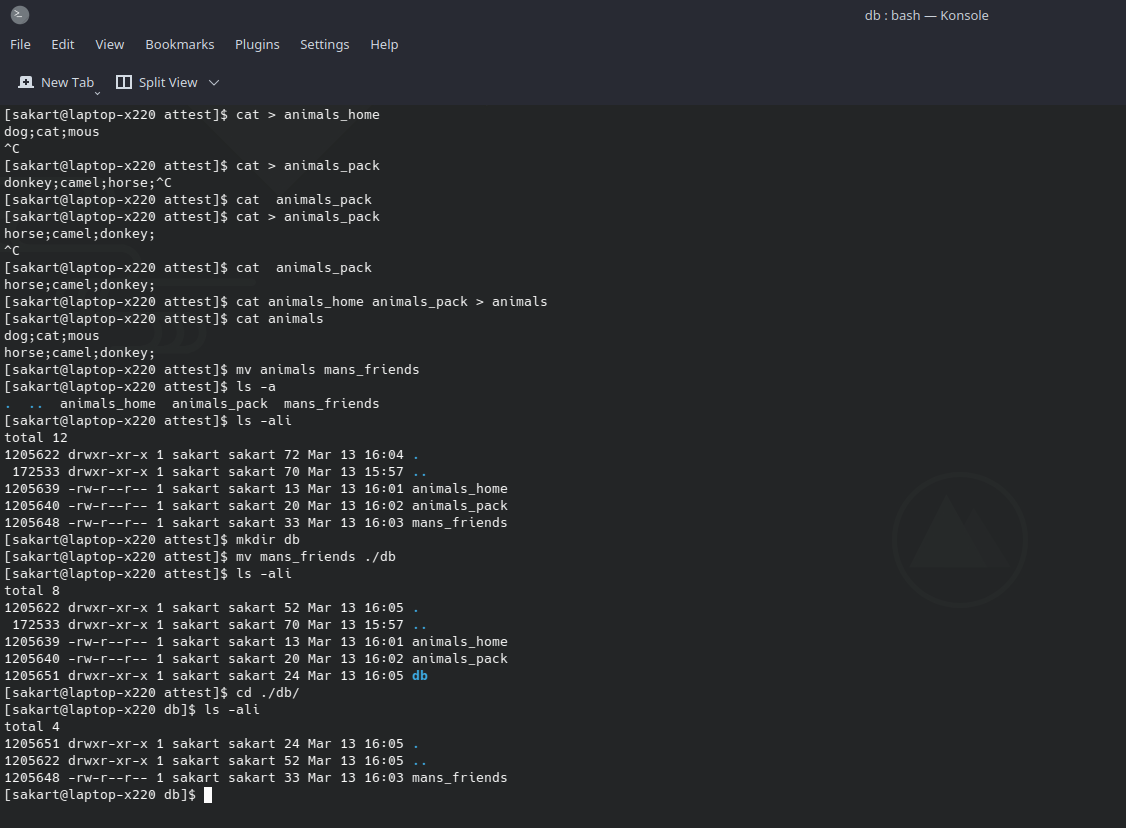 db : bash — Konsole
File Edit View Bookmarks Plugins Settings Help
New Tab Split View
[sakart@laptop-x220 attest]$ cat > animals_home
dog;cat;mous
^C
[sakart@laptop-x220 attest]$ cat > animals_pack
donkey;camel;horse;^C
[sakart@laptop-x220 attest]$ cat  animals_pack
[sakart@laptop-x220 attest]$ cat > animals_pack
horse;camel;donkey;
^C
[sakart@laptop-x220 attest]$ cat  animals_pack
horse;camel;donkey;
[sakart@laptop-x220 attest]$ cat animals_home animals_pack > animals
[sakart@laptop-x220 attest]$ cat animals
dog;cat;mous
horse;camel;donkey;
[sakart@laptop-x220 attest]$ mv animals mans_friends
[sakart@laptop-x220 attest]$ ls -a
.  ..  animals_home  animals_pack  mans_friends
[sakart@laptop-x220 attest]$ ls -ali
total 12
1205622 drwxr-xr-x 1 sakart sakart 72 Mar 13 16:04 .
 172533 drwxr-xr-x 1 sakart sakart 70 Mar 13 15:57 ..
1205639 -rw-r--r-- 1 sakart sakart 13 Mar 13 16:01 animals_home
1205640 -rw-r--r-- 1 sakart sakart 20 Mar 13 16:02 animals_pack
1205648 -rw-r--r-- 1 sakart sakart 33 Mar 13 16:03 mans_friends
[sakart@laptop-x220 attest]$ mkdir db
[sakart@laptop-x220 attest]$ mv mans_friends ./db
[sakart@laptop-x220 attest]$ ls -ali
total 8
1205622 drwxr-xr-x 1 sakart sakart 52 Mar 13 16:05 .
 172533 drwxr-xr-x 1 sakart sakart 70 Mar 13 15:57 ..
1205639 -rw-r--r-- 1 sakart sakart 13 Mar 13 16:01 animals_home
1205640 -rw-r--r-- 1 sakart sakart 20 Mar 13 16:02 animals_pack
1205651 drwxr-xr-x 1 sakart sakart 24 Mar 13 16:05 db
[sakart@laptop-x220 attest]$ cd ./db/
[sakart@laptop-x220 db]$ ls -ali
total 4
1205651 drwxr-xr-x 1 sakart sakart 24 Mar 13 16:05 .
1205622 drwxr-xr-x 1 sakart sakart 52 Mar 13 16:05 ..
1205648 -rw-r--r-- 1 sakart sakart 33 Mar 13 16:03 mans_friends
[sakart@laptop-x220 db]$